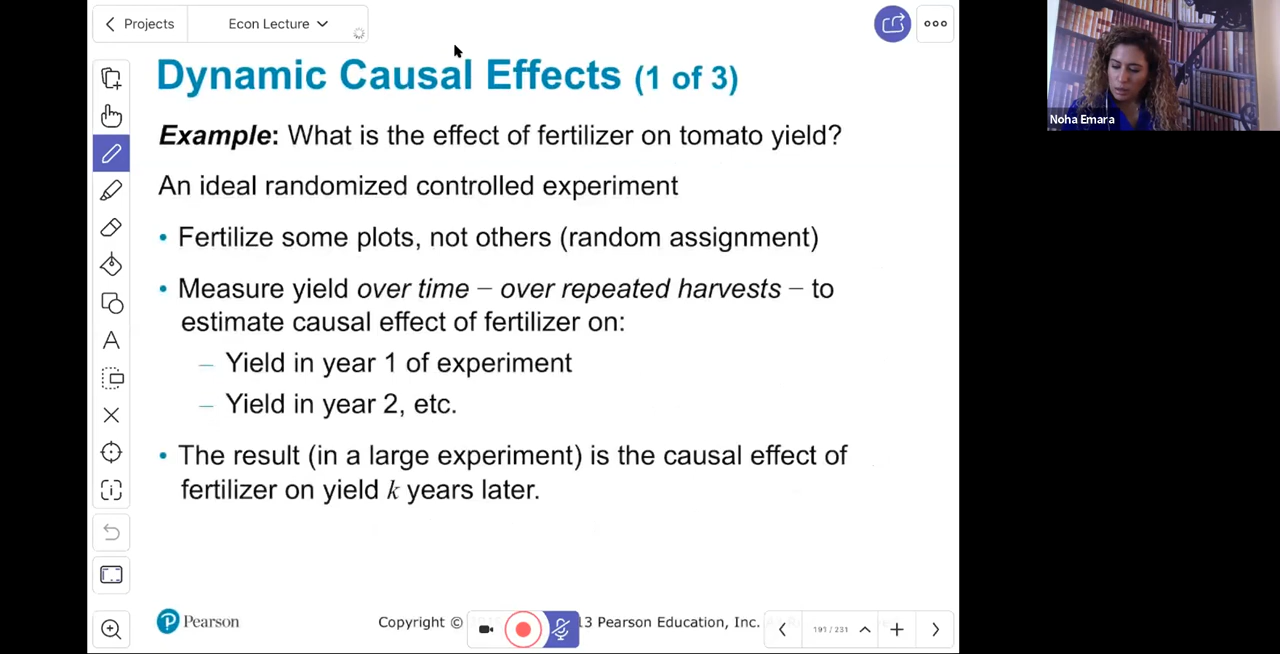 Projects
Econ Lecture
Dynamic Causal Effects (1 of 3)
Noha Emara
Example: What is the effect of fertilizer on tomato yield?
An ideal randomized controlled experiment
• Fertilize some plots, not others (random assignment)
• Measure yield over time – over repeated harvests – to
estimate causal effect of fertilizer on:
– Yield in year 1 of experiment
– Yield in year 2, etc.
• The result (in a large experiment) is the causal effect of
fertilizer on yield k years later.
A
P Pearson
Copyright © 13 Pearson Education, Inc.
191 / 231